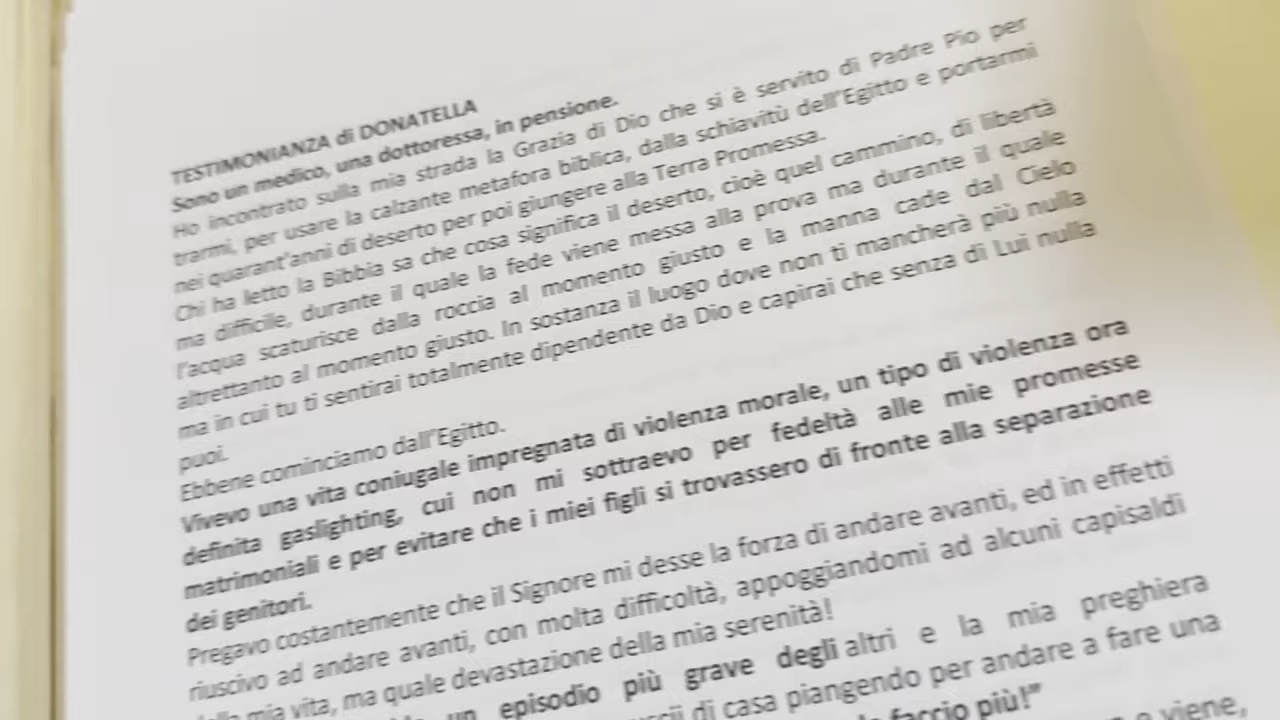 TESTIMONIANZA di DONATELLA
Sono un medico, una dottoressa, in pensione.
Ho incontrato sulla mia strada la Grazia di Dio che si è servito di Padre Pio per
trarmi, per usare la calzante metafora biblica, dalla schiavitù dell'Egitto e portarmi
nei quarant'anni di deserto per poi giungere alla Terra Promessa.
Chi ha letto la Bibbia sa che cosa significa il deserto, cioè quel cammino, di libertà
ma difficile, durante il quale la fede viene messa alla prova ma durante il quale
l'acqua scaturisce dalla roccia al momento giusto e la manna cade dal Cielo
altrettanto al momento giusto. In sostanza il luogo dove non ti mancherà più nulla
ma in cui tu ti sentirai totalmente dipendente da Dio e capirai che senza di Lui nulla
puoi.
Ebbene cominciamo dall'Egitto.
Vivevo una vita coniugale impregnata di violenza morale, un tipo di violenza ora
definita gaslighting, cui non mi sottraevo per fedeltà alle mie promesse
matrimoniali e per evitare che i miei figli si trovassero di fronte alla separazione
dei genitori.
Pregavo costantemente che il Signore mi desse la forza di andare avanti, ed in effetti
riuscivo ad andare avanti, con molta difficoltà, appoggiandomi ad alcuni capisaldi
della mia vita, ma quale devastazione della mia serenità!
un episodio più grave degli altri e la mia preghiera
di casa piangendo per andare a fare una
faccio più!"
e viene,